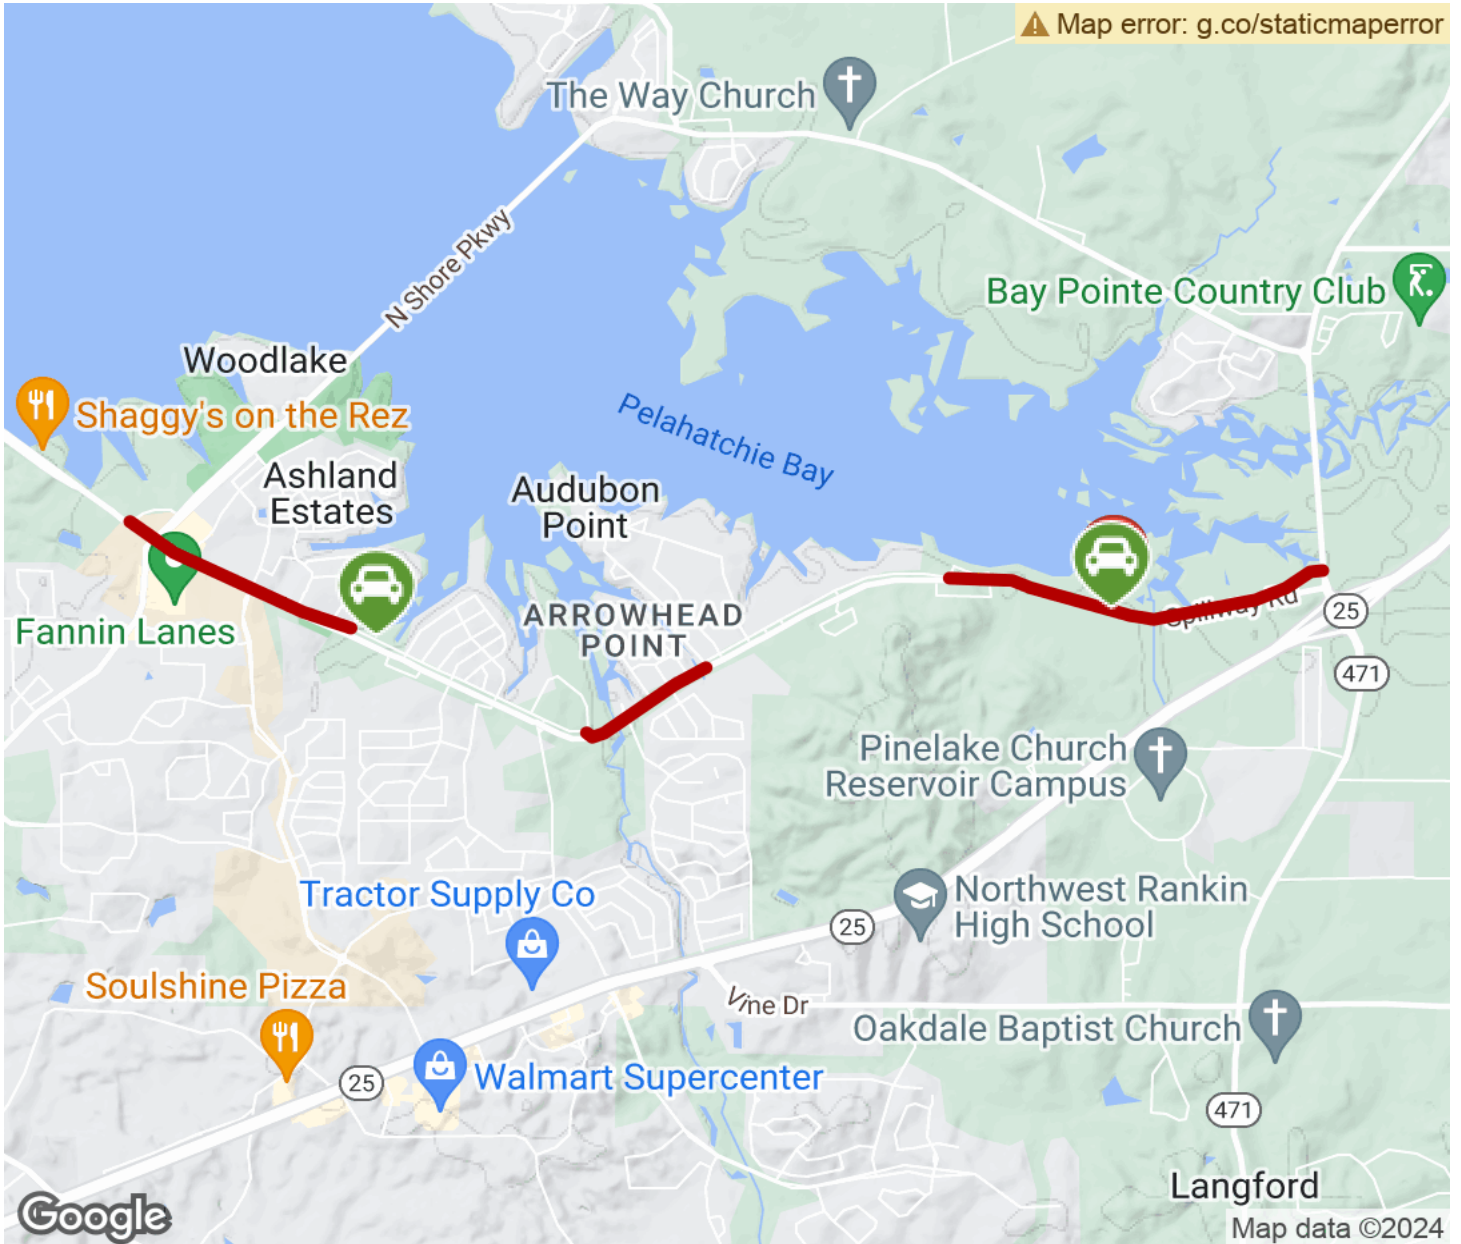 Map error: g.co/staticmaperror
The Way Church
N Shore Pkwy
Bay Pointe Country Club
Woodlake
Shaggy's on the Rez
Pelahatchie Bay
Ashland
Estates
Audubon
Point
ARROWHEAD
POINT
Spillway Rd
25
Fannin Lanes
471
Pinelake Church
Reservoir Campus
Tractor Supply Co
Northwest Rankin
High School
25
Soulshine Pizza
Vine Dr
Oakdale Baptist Church
25
Walmart Supercenter
471
Langford
Google
Map data ©2024